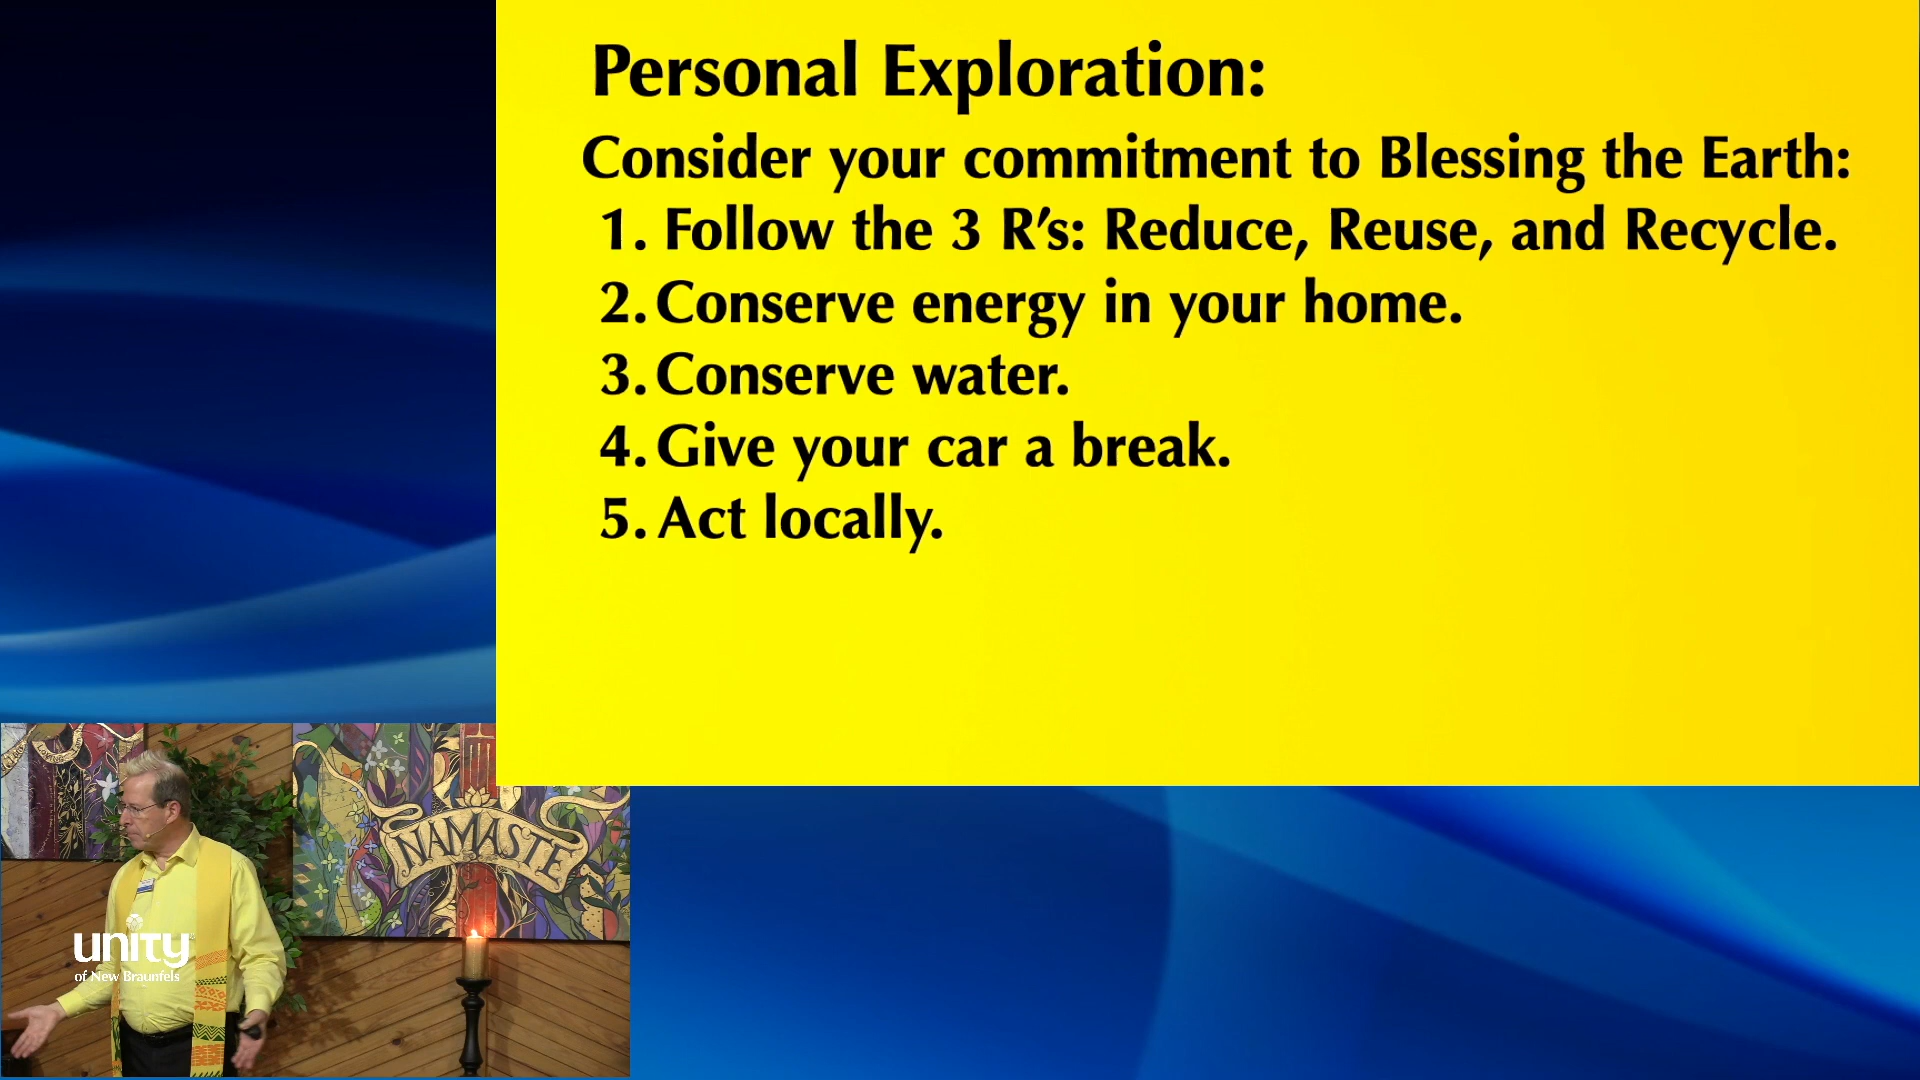 Personal Exploration:
Consider your commitment to Blessing the Earth:
1. Follow the 3 R’s: Reduce, Reuse, and Recycle.
2. Conserve energy in your home.
3. Conserve water.
4. Give your car a break.
5. Act locally.
NAMASTE
unity
of New Braunfels